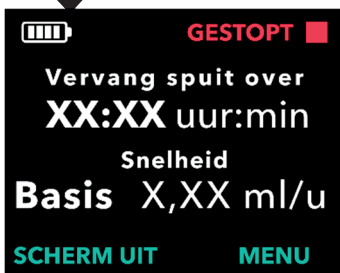 GESTOPT
Vervang spuit over
XX:XX uur:min
Snelheid
Basis X,XX ml/u
SCHERM UIT MENU